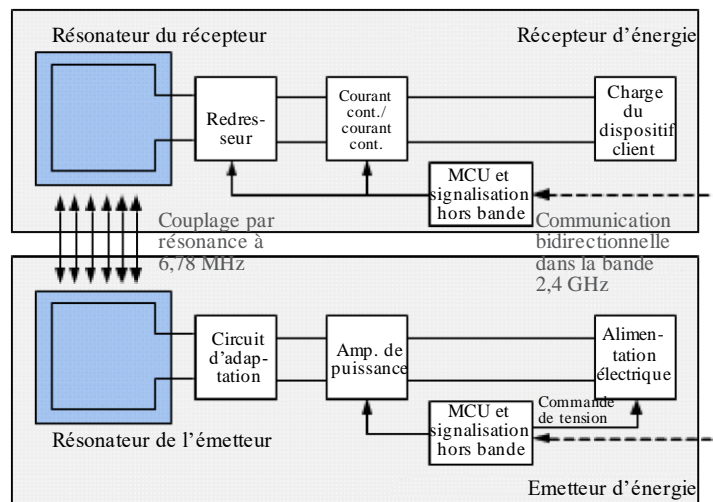 Résonateur du récepteur
Récepteur d’énergie
Redres-
seur
Courant
cont./
courant
cont.
Charge
du
dispositif
client
MCU et
signalisation
hors bande
Couplage par
résonance à
6,78 MHz
Communication
bidirectionnelle
dans la bande
2,4 GHz
Circuit
d’adap-
tation
Amp. de
puissance
Alimen-
tation
électrique
MCU et
signalisation
hors bande
Commande
de tension
Résonateur de l’émetteur
Emetteur d’énergie